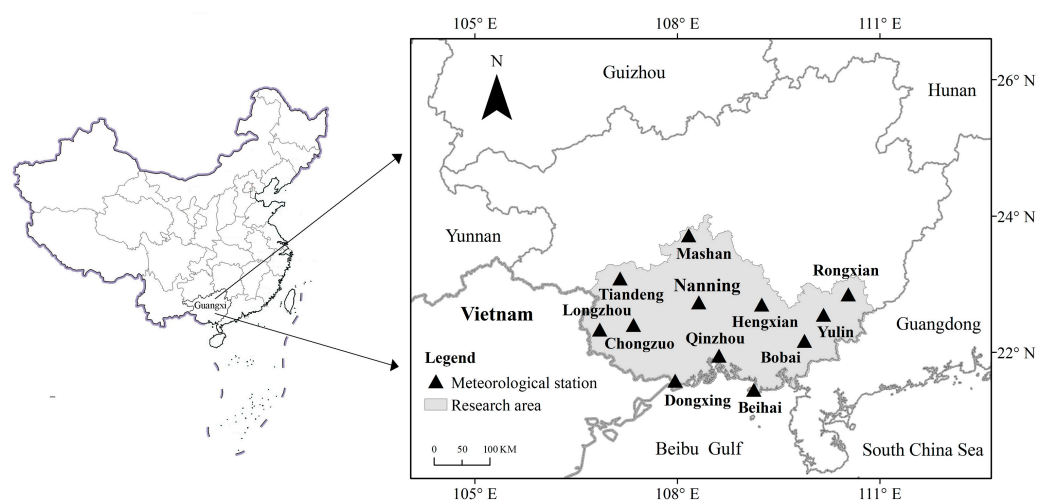 105° E 108° E 111° E
N
Guizhou
Hunan
26° N
24° N
Yunnan
Mashan
Rongxian
Tiandeng
Nanning
Longzhou
Vietnam
Guangxi
Hengxian
Yulin
Guangdong
Chongzuo
Qinzhou
Bobai
22° N
Legend
Meteorological station
Research area
Dongxing
Beihai
0 50 100 KM
Beibu Gulf
South China Sea
105° E 108° E 111° E